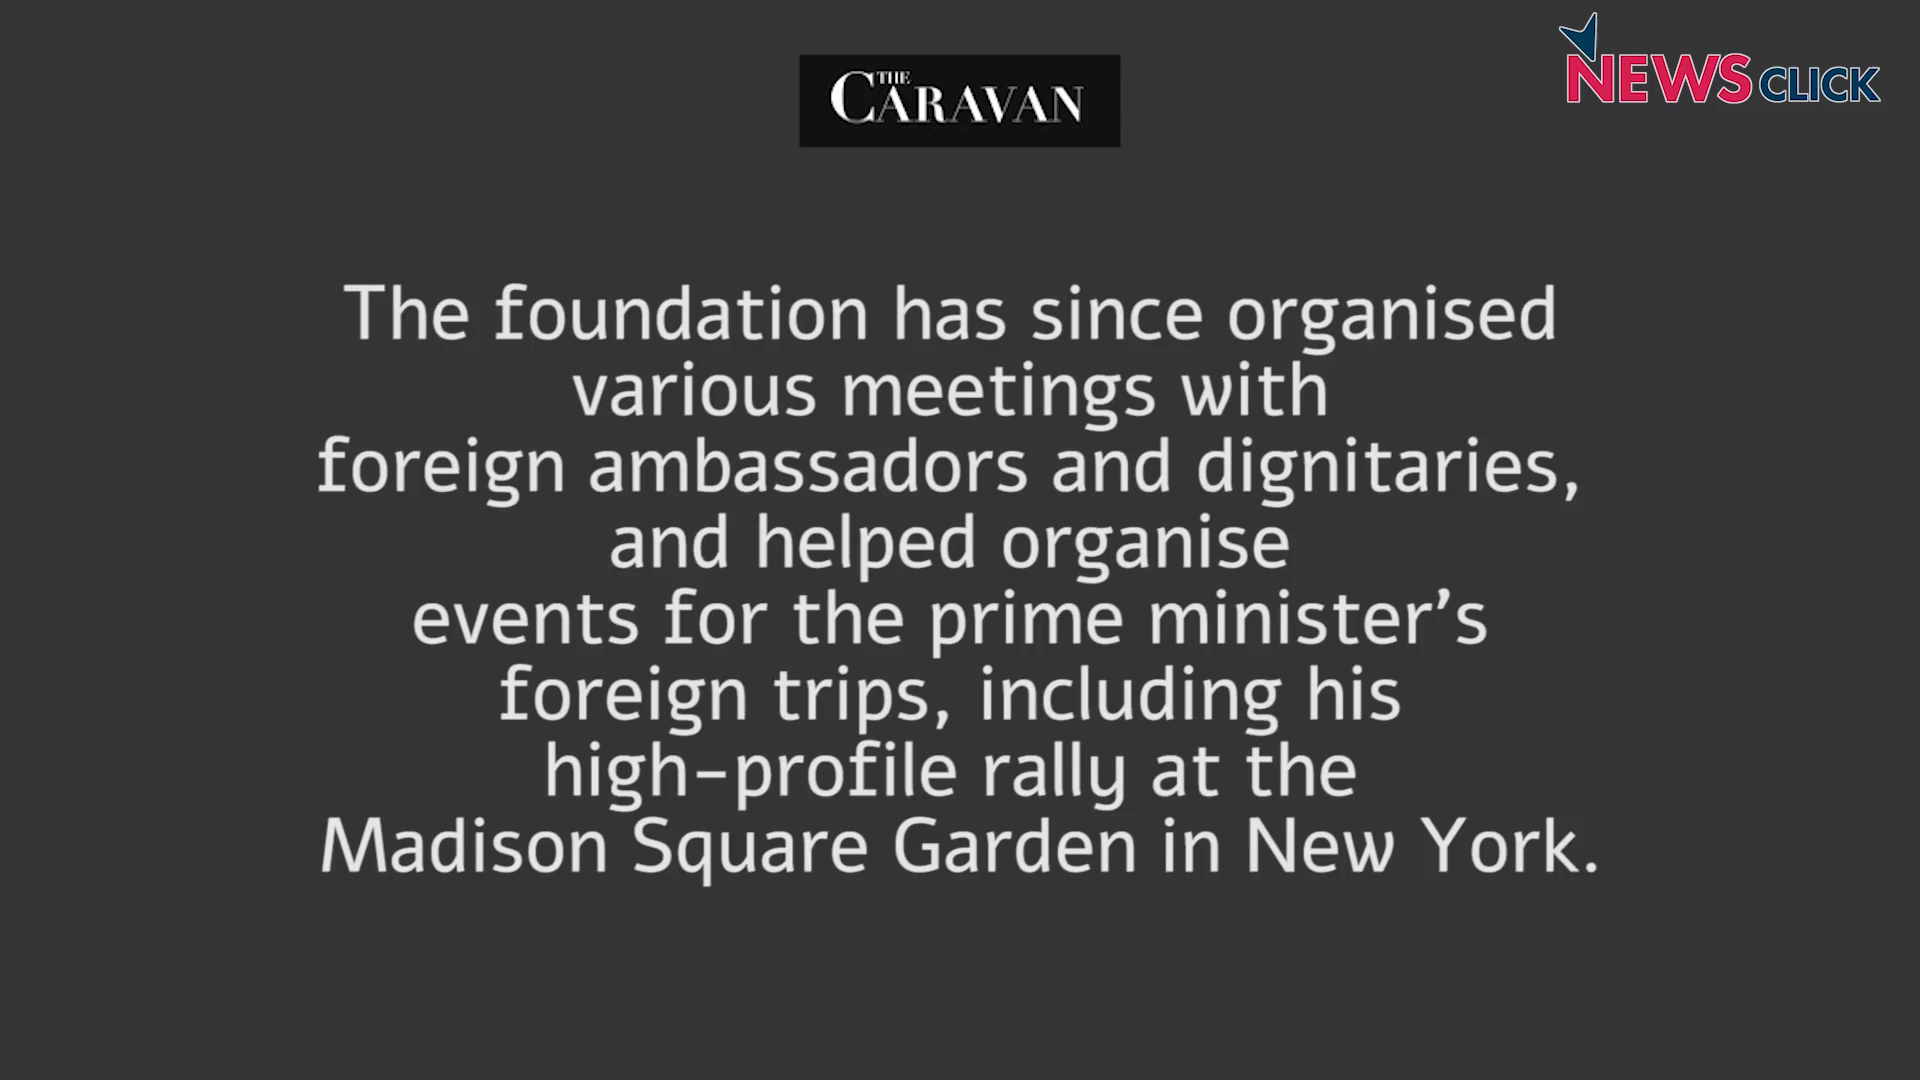 THE CARAVAN
NEWSCLICK
The foundation has since organised
various meetings with
foreign ambassadors and dignitaries,
and helped organise
events for the prime minister’s
foreign trips, including his
high-profile rally at the
Madison Square Garden in New York.